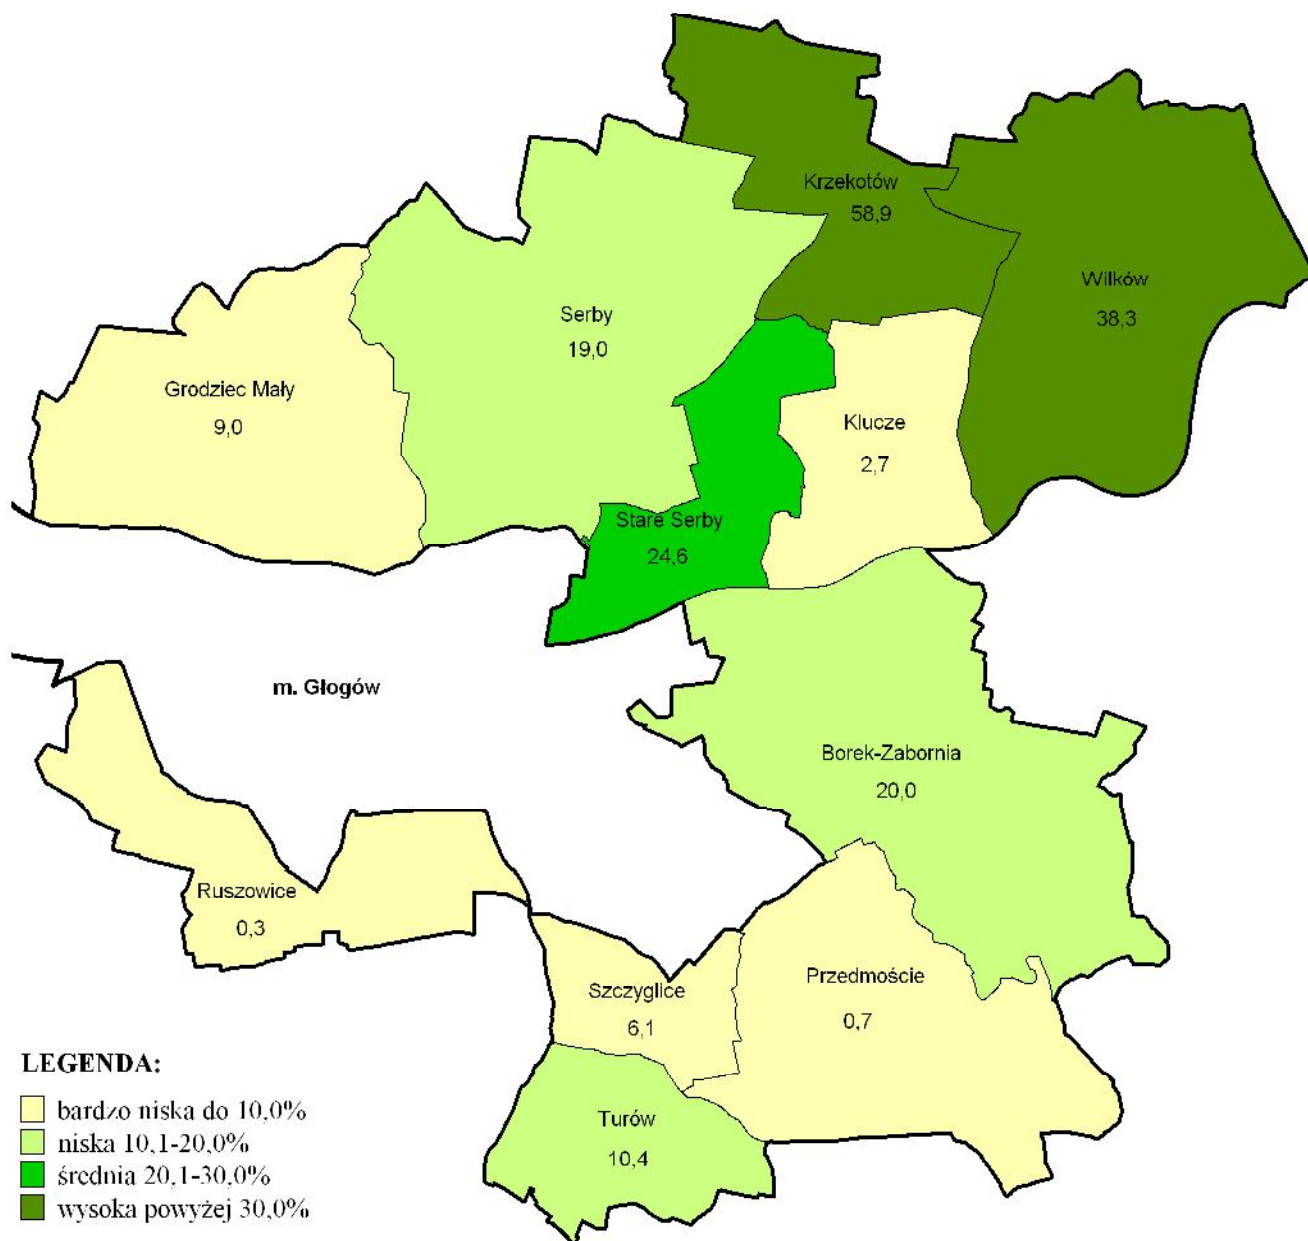 Krzekotów
58,9
Wilków
38,3
Serby
19,0
Grodziec Mały
9,0
Klucze
2,7
Stare Serby
24,6
m. Głogów
Borek-Zabornia
20,0
Ruszowice
0,3
Szczyglice
6,1
Przedmoście
0,7
Turów
10,4
LEGENDA:
bardzo niska do 10,0%
niska 10,1-20,0%
średnia 20,1-30,0%
wysoka powyżej 30,0%